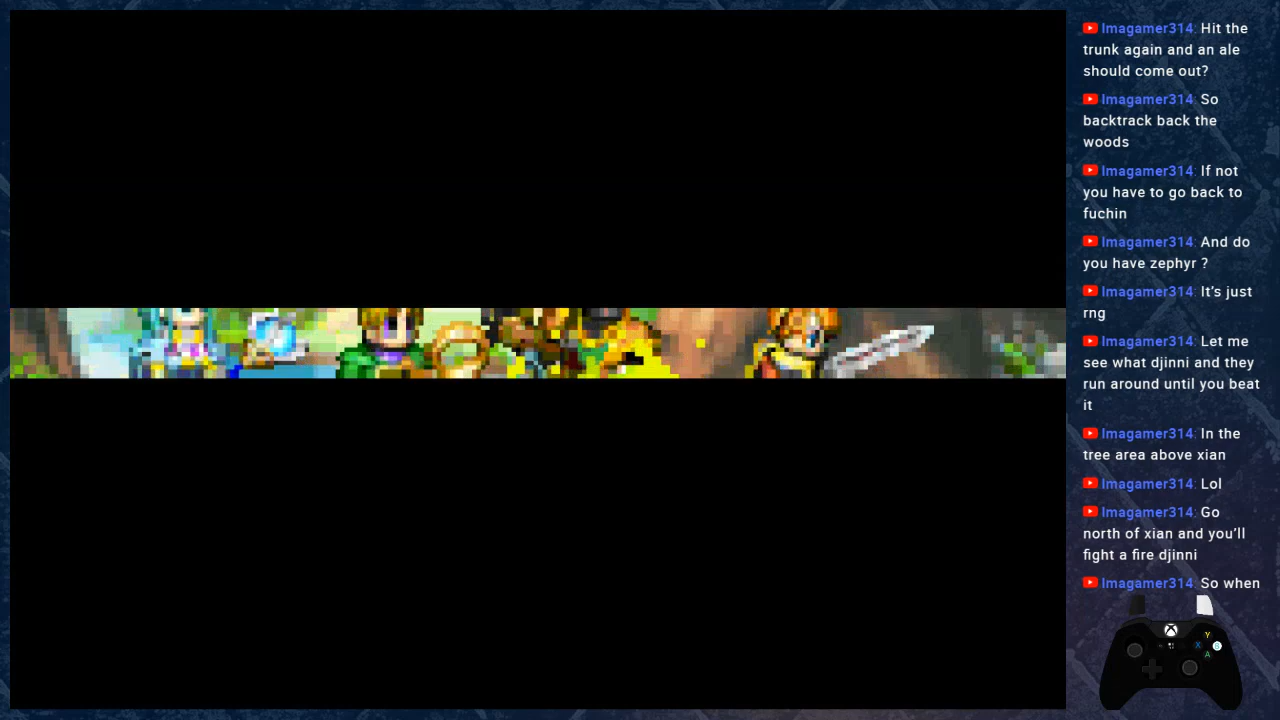 Imagamer314: Hit the
trunk again and an ale
should come out?
Imagamer314: So
backtrack back the
woods
Imagamer314: If not
you have to go back to
fuchin
Imagamer314: And do
you have zephyr ?
Imagamer314: It's just
rng
Imagamer314: Let me
see what djinni and they
run around until you beat
it
Imagamer314: In the
tree area above xian
Imagamer314: Lol
Imagamer314: Go
north of xian and you'll
fight a fire djinni
Imagamer314: So when
Y
X
A